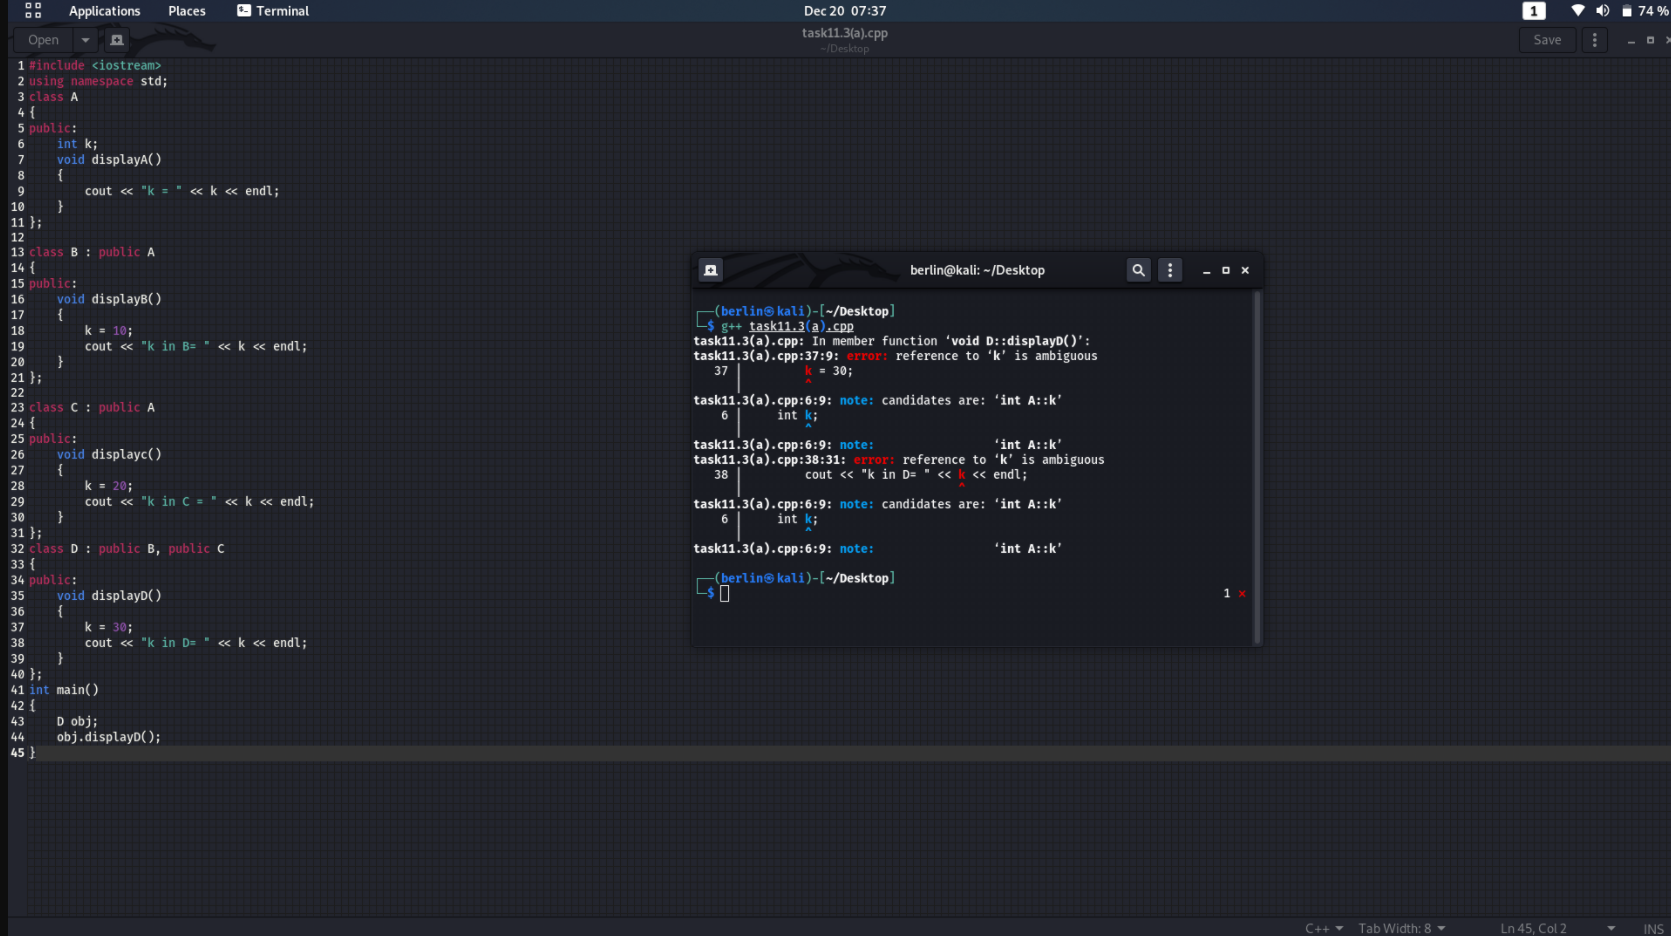 Applications Places Terminal Dec 20 07:37 1 74 %
Open task11.3(a).cpp Save
~/Desktop
1 #include <iostream>
2 using namespace std;
3 class A
4 {
5 public:
6     int k;
7     void displayA()
8     {
9         cout << "k = " << k << endl;
10     }
11 };
12
13 class B : public A
14 {
15 public:
16     void displayB()
17     {
18         k = 10;
19         cout << "k in B= " << k << endl;
20     }
21 };
22
23 class C : public A
24 {
25 public:
26     void displayc()
27     {
28         k = 20;
29         cout << "k in C = " << k << endl;
30     }
31 };
32 class D : public B, public C
33 {
34 public:
35     void displayD()
36     {
37         k = 30;
38         cout << "k in D= " << k << endl;
39     }
40 };
41 int main()
42 {
43     D obj;
44     obj.displayD();
45 }
berlin@kali: ~/Desktop
┌──(berlin㉿kali)-[~/Desktop]
└─$ g++ task11.3(a).cpp
task11.3(a).cpp: In member function ‘void D::displayD()’:
task11.3(a).cpp:37:9: error: reference to ‘k’ is ambiguous
37 |         k = 30;
   |         ^
task11.3(a).cpp:6:9: note: candidates are: ‘int A::k’
6 |     int k;
  |         ^
task11.3(a).cpp:6:9: note:                 ‘int A::k’
task11.3(a).cpp:38:31: error: reference to ‘k’ is ambiguous
38 |         cout << "k in D= " << k << endl;
   |                               ^
task11.3(a).cpp:6:9: note: candidates are: ‘int A::k’
6 |     int k;
  |         ^
task11.3(a).cpp:6:9: note:                 ‘int A::k’
┌──(berlin㉿kali)-[~/Desktop]
└─$ 1 ⨯
C++ Tab Width: 8 Ln 45, Col 2 INS